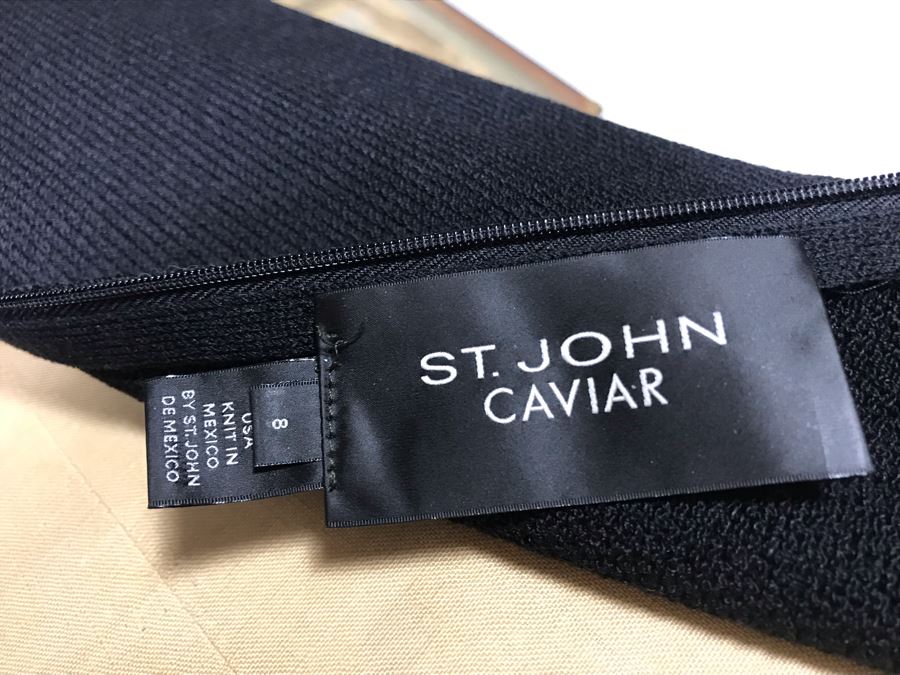 ST. JOHN
CAVIAR
8
USA
KNIT IN
MEXICO
BY ST. JOHN
DE MEXICO